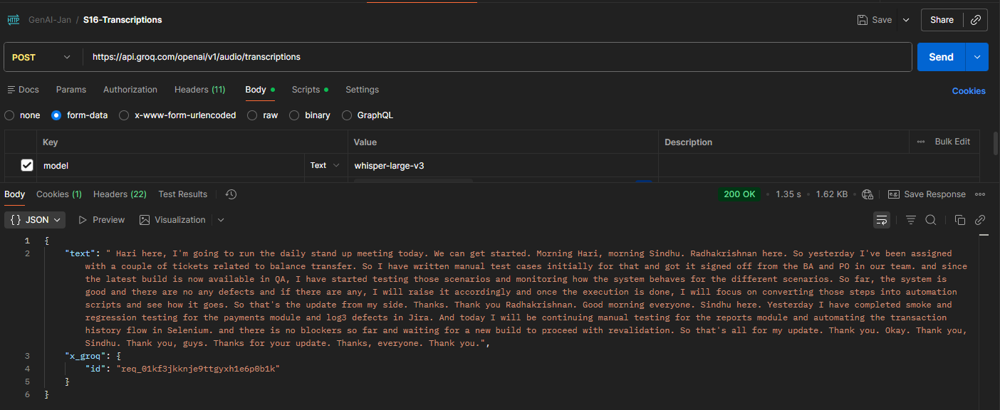 HTTP GenAI-Jan / S16-Transcriptions Save Share
POST https://api.groq.com/openai/v1/audio/transcriptions Send
Docs Params Authorization Headers (11) Body Scripts Settings Cookies
none form-data x-www-form-urlencoded raw binary GraphQL
Key Value Description Bulk Edit
model Text whisper-large-v3
Body Cookies (1) Headers (22) Test Results 200 OK 1.35 s 1.62 KB e.g. Save Response
{} JSON Preview Visualization
1 {
2 "text": " Hari here, I'm going to run the daily stand up meeting today. We can get started. Morning Hari, morning Sindhu. Radhakrishnan here. So yesterday I've been assigned
with a couple of tickets related to balance transfer. So I have written manual test cases initially for that and got it signed off from the BA and PO in our team. and since
the latest build is now available in QA, I have started testing those scenarios and monitoring how the system behaves for the different scenarios. So far, the system is
good and there are no any defects and if there are any, I will raise it accordingly and once the execution is done, I will focus on converting those steps into automation
scripts and see how it goes. So that's the update from my side. Thanks. Thank you Radhakrishnan. Good morning everyone. Sindhu here. Yesterday I have completed smoke and
regression testing for the payments module and log3 defects in Jira. And today I will be continuing manual testing for the reports module and automating the transaction
history flow in Selenium. and there is no blockers so far and waiting for a new build to proceed with revalidation. So that's all for my update. Thank you. Okay. Thank you,
Sindhu. Thank you, guys. Thanks for your update. Thanks, everyone. Thank you.",
3 "x_groq": {
4 "id": "req_01kf3jkknje9ttgyxh1e6p0b1k"
5 }
6 }